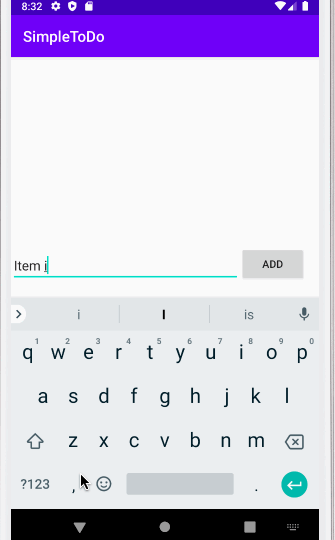 8:32
SimpleToDo
Item i
ADD
i I is
1 2 3 4 5 6 7 8 9 0
q w e r t y u i o p
a s d f g h j k l
z x c v b n m
?123 , .